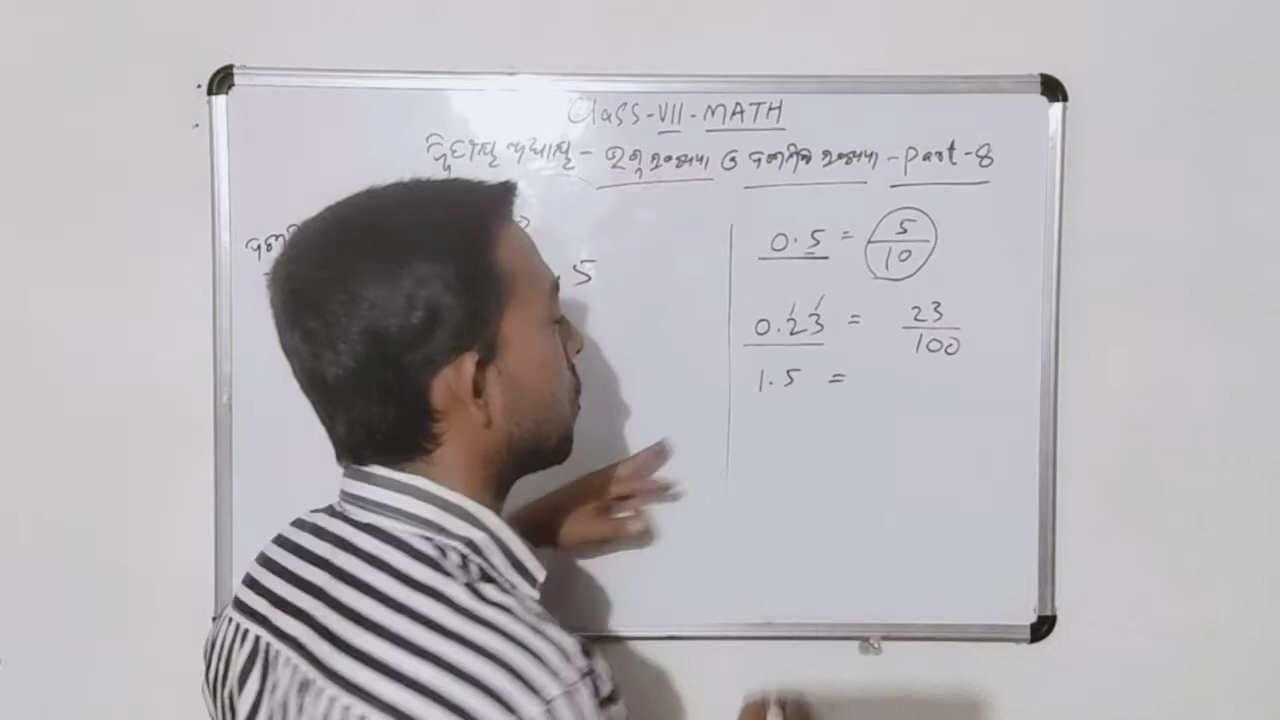 Class-VII-MATH
ଦ୍ୱିତୀୟ ଅଧ୍ୟାୟ - ଭଗ୍ନ ସଂଖ୍ୟା ଓ ଦଶମିକ ସଂଖ୍ୟା - Part-8
5
0.5 = 5/10
0.23 = 23/100
1.5 =